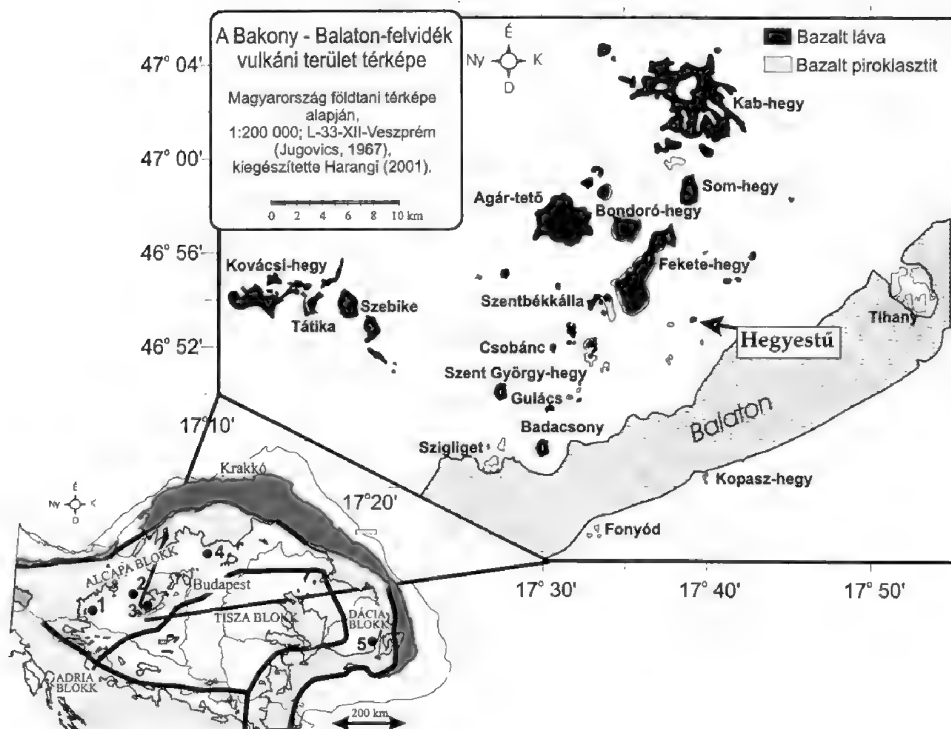 A Bakony - Balaton-felvidék
vulkáni terület térképe
Magyarország földtani térképe
alapján,
1:200 000; L-33-XII-Veszprém
(Jugovics, 1967),
kiegészítette Harangi (2001).
0 2 4 6 8 10 km
É
Ny K
D
Bazalt láva
Bazalt piroklasztit
47° 04'
47° 00'
46° 56'
46° 52'
Kab-hegy
Som-hegy
Agár-tető
Bondoró-hegy
Fekete-hegy
Kovácsi-hegy
Szebike
Tátika
Szentbékkálla
Tihany
Hegyestű
Csobánc
Szent György-hegy
Gulács
Badacsony
Szigliget
Balaton
Kopasz-hegy
Fonyód
17°10'
17°20'
17° 30'
17° 40'
17° 50'
É
Ny K
D
Krakkó
ALCAPA BLOKK
4
Budapest
2
1
3
TISZA BLOKK
DÁCIA
BLOKK
5
ADRIA
BLOKK
200 km